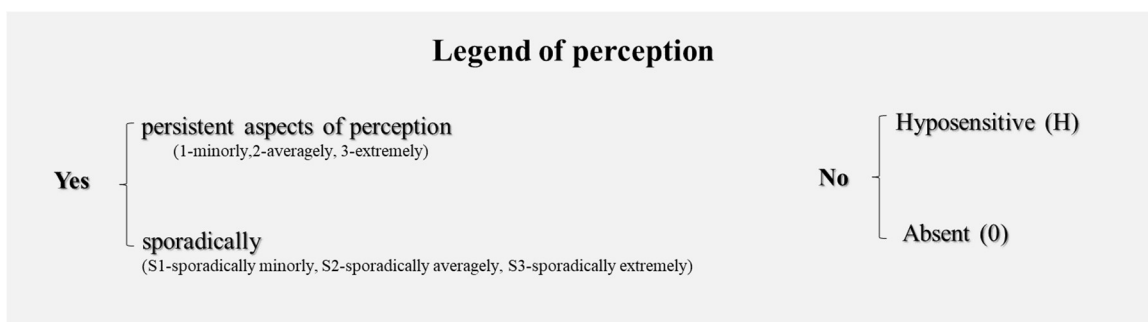 Legend of perception
Yes
persistent aspects of perception
(1-minorly,2-averagely, 3-extremely)
sporadically
(S1-sporadically minorly, S2-sporadically averagely, S3-sporadically extremely)
No
Hyposensitive (H)
Absent (0)